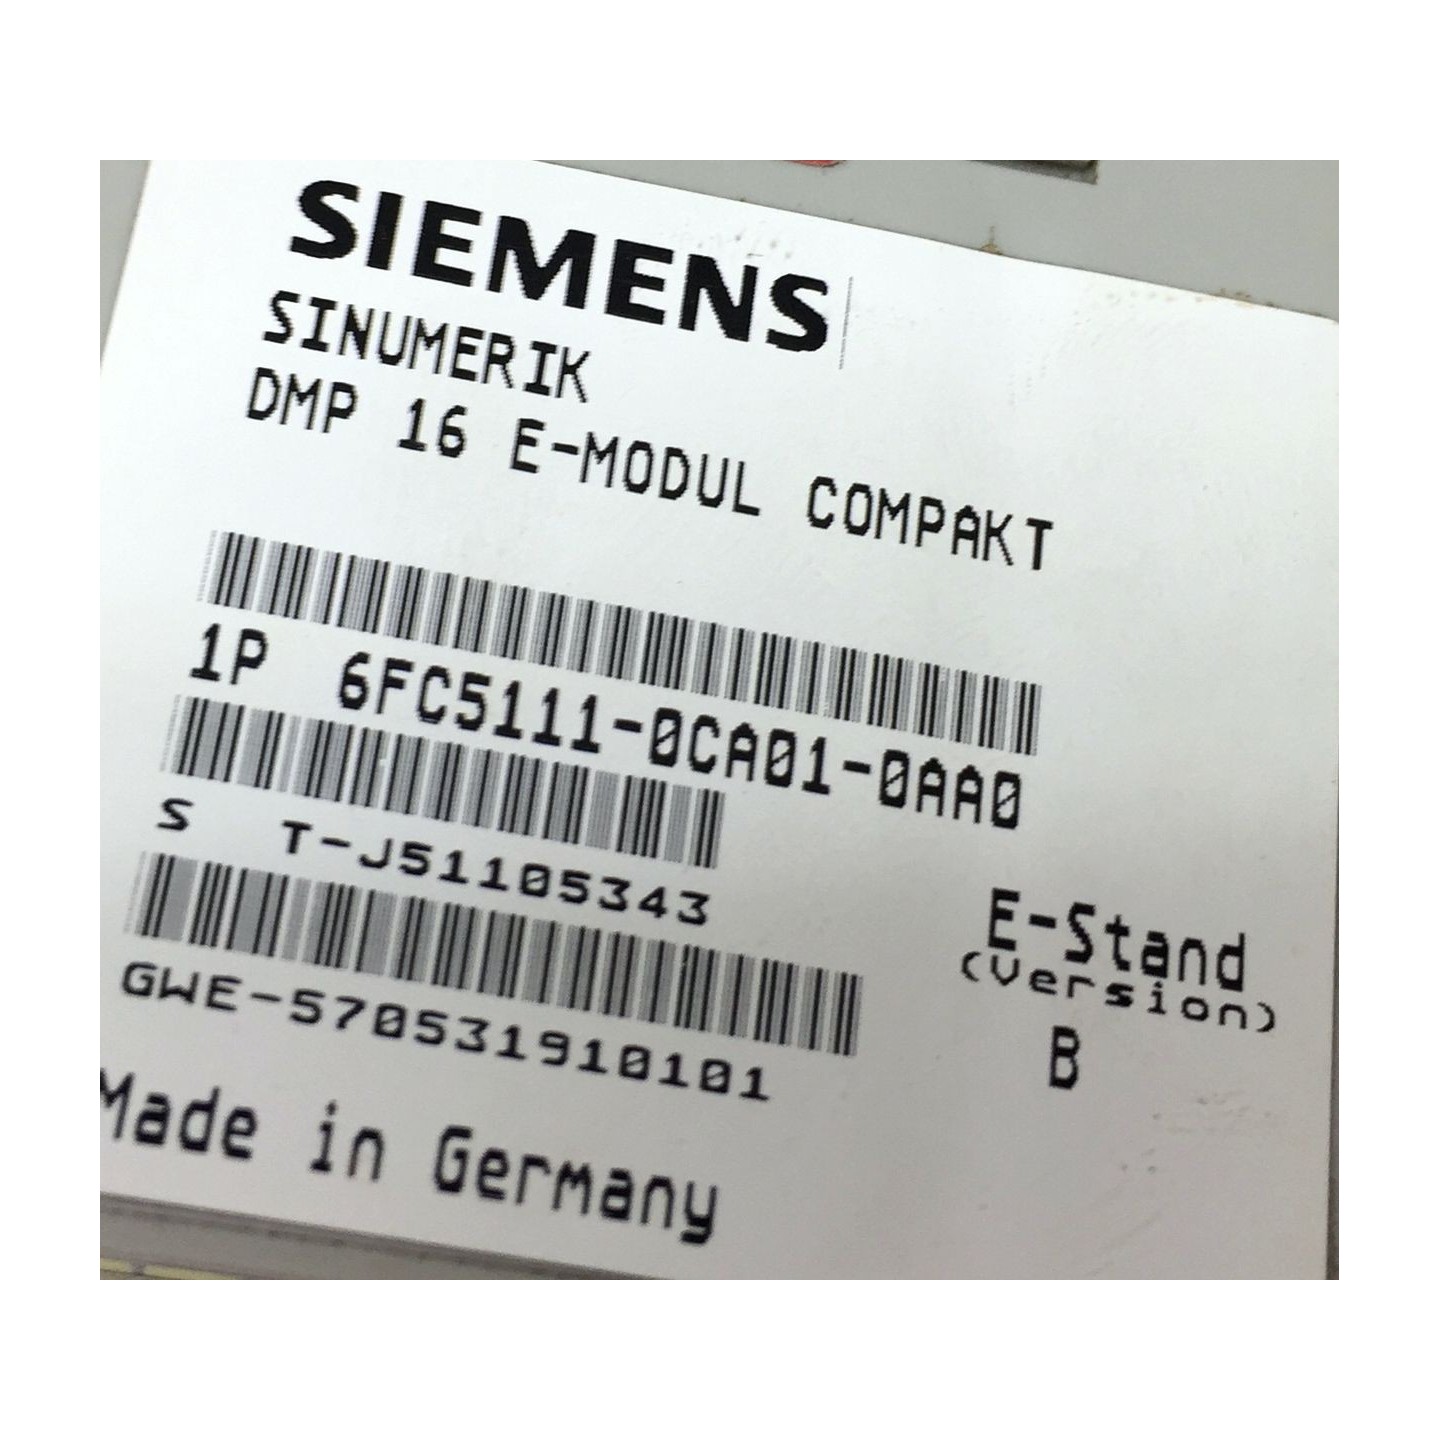 SIEMENS
SINUMERIK
DMP 16 E-MODUL COMPAKT
1P 6FC5111-0CA01-0AA0
S T-J51105343
GWE-570531910101
E-Stand
(Version)
B
Made in Germany